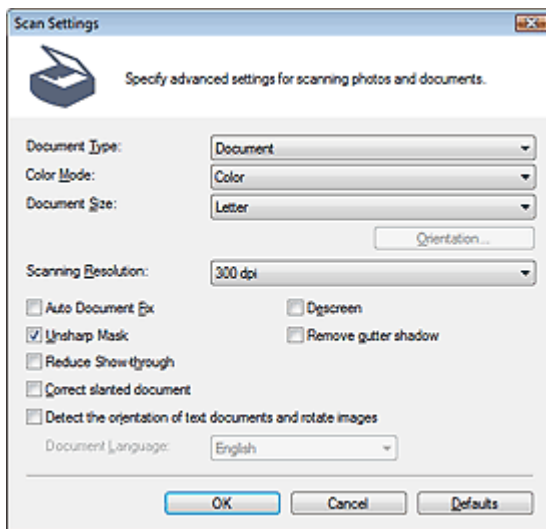 Scan Settings
Specify advanced settings for scanning photos and documents.
Document Type: Document
Color Mode: Color
Document Size: Letter
Orientation...
Scanning Resolution: 300 dpi
Auto Document Fix Descreen
Unsharp Mask Remove gutter shadow
Reduce Show-through
Correct slanted document
Detect the orientation of text documents and rotate images
Document Language: English
OK Cancel Defaults